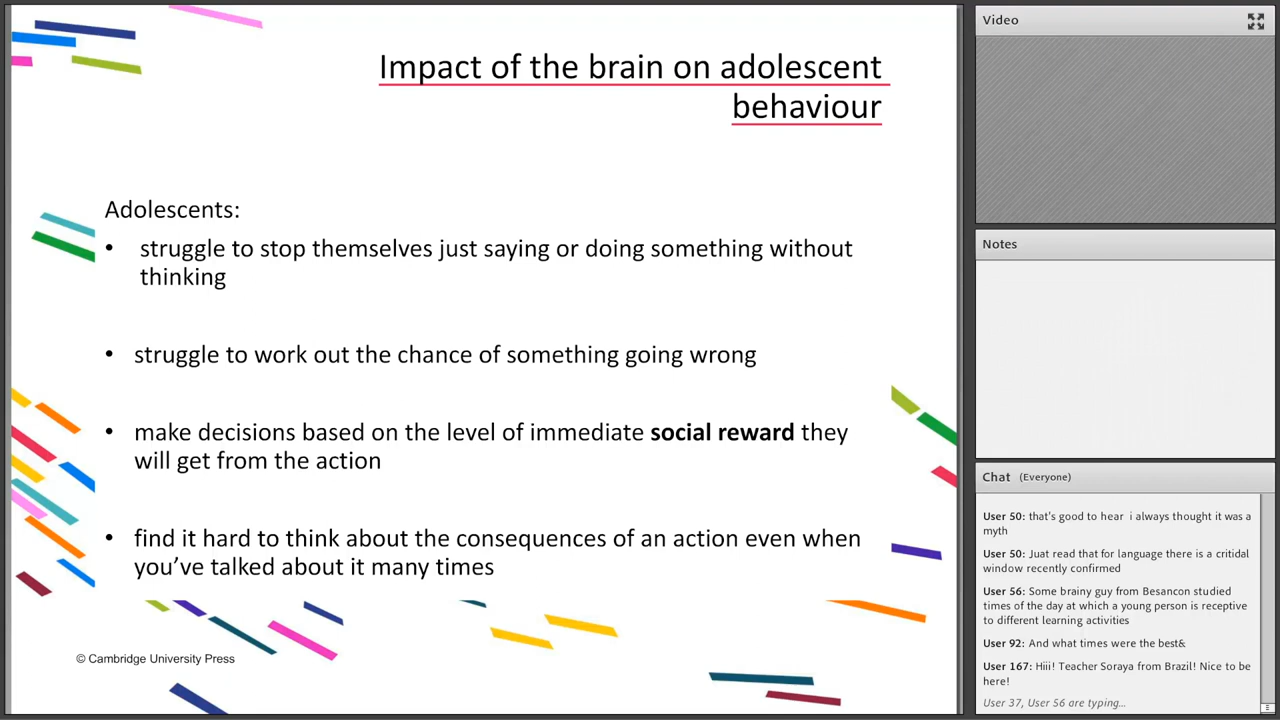 Impact of the brain on adolescent
behaviour
Adolescents:
• struggle to stop themselves just saying or doing something without
thinking
• struggle to work out the chance of something going wrong
• make decisions based on the level of immediate social reward they
will get from the action
• find it hard to think about the consequences of an action even when
you've talked about it many times
© Cambridge University Press
Video
Notes
Chat (Everyone)
User 50: that's good to hear i always thought it was a
myth
User 50: Juat read that for language there is a critidal
window recently confirmed
User 56: Some brainy guy from Besancon studied
times of the day at which a young person is receptive
to different learning activities
User 92: And what times were the best&
User 167: Hiii! Teacher Soraya from Brazil! Nice to be
here!
User 37, User 56 are typing...